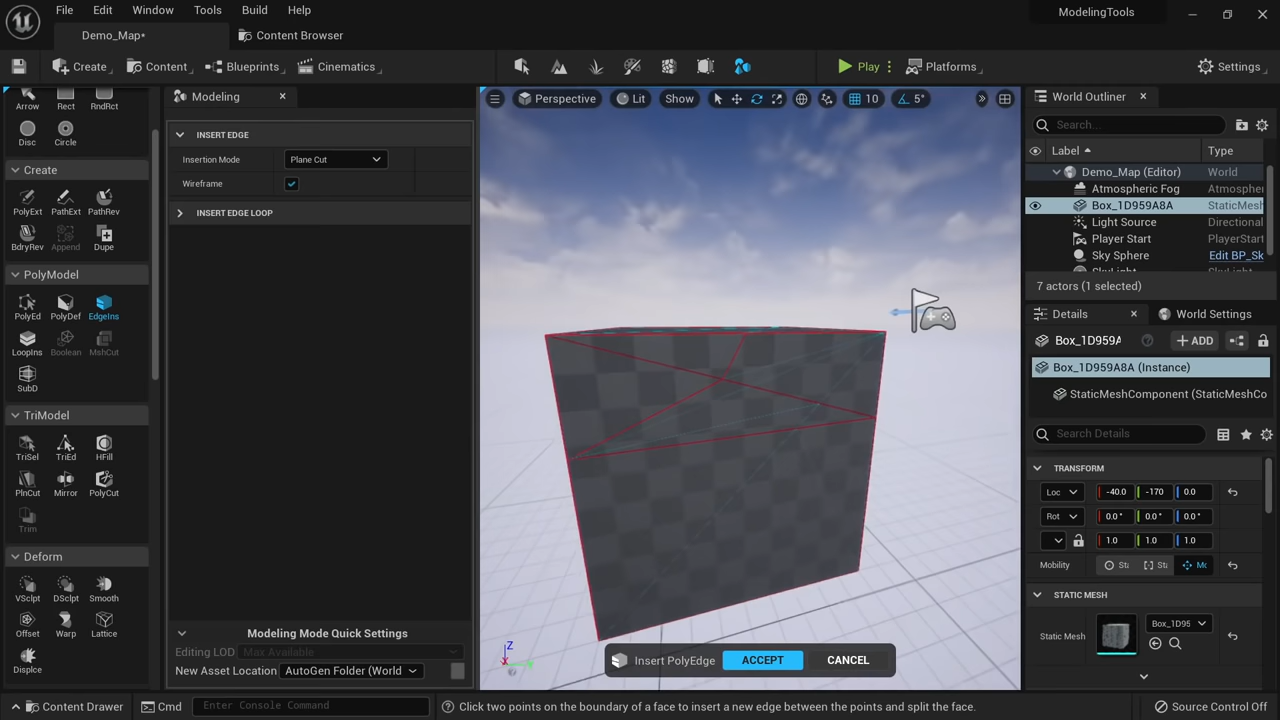 File Edit Window Tools Build Help
ModelingTools
Demo_Map*
Content Browser
Create
Content
Blueprints
Cinematics
Play
Platforms
Settings
Arrow Rect RndRct
Disc Circle
Create
PolyExt PathExt PathRev
BdryRev Append Dupe
PolyModel
PolyEd PolyDef EdgeIns
LoopIns Boolean MshCut
SubD
TriModel
TriSel TriEd HFill
PlnCut Mirror PolyCut
Trim
Deform
VSclpt DSclpt Smooth
Offset Warp Lattice
Displce
Modeling
INSERT EDGE
Insertion Mode Plane Cut
Wireframe
INSERT EDGE LOOP
Modeling Mode Quick Settings
Editing LOD Max Available
New Asset Location AutoGen Folder (World
Perspective Lit Show 10 5°
Z
Insert PolyEdge ACCEPT CANCEL
World Outliner
Search...
Label Type
Demo_Map (Editor) World
Atmospheric Fog Atmospher
Box_1D959A8A StaticMesh
Light Source Directional
Player Start PlayerStart
Sky Sphere Edit BP_Sk
SkyLight SkyLight
7 actors (1 selected)
Details
World Settings
Box_1D959A ADD
Box_1D959A8A (Instance)
StaticMeshComponent (StaticMeshCo
Search Details
TRANSFORM
Loc -40.0 -170 0.0
Rot 0.0° 0.0° 0.0°
1.0 1.0 1.0
Mobility Sta Sta Mo
STATIC MESH
Static Mesh Box_1D95
Content Drawer
Cmd
Enter Console Command
Click two points on the boundary of a face to insert a new edge between the points and split the face.
Source Control Off